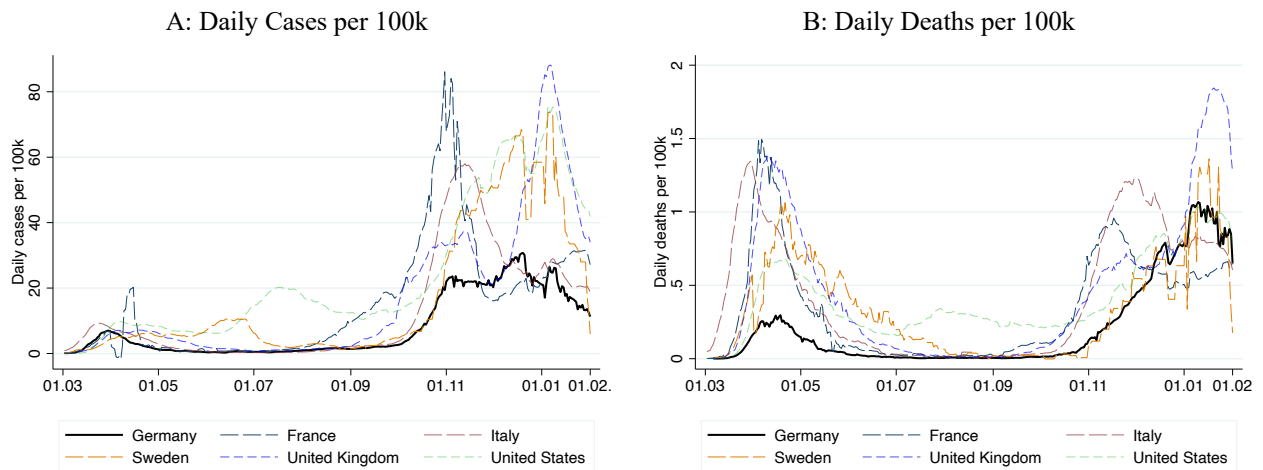 A: Daily Cases per 100k
Daily cases per 100k
80
60
40
20
0
01.03 01.05 01.07 01.09 01.11 01.01 01.02.
Germany France Italy
Sweden United Kingdom United States
B: Daily Deaths per 100k
Daily deaths per 100k
2
1.5
1
.5
0
01.03 01.05 01.07 01.09 01.11 01.01 01.02
Germany France Italy
Sweden United Kingdom United States